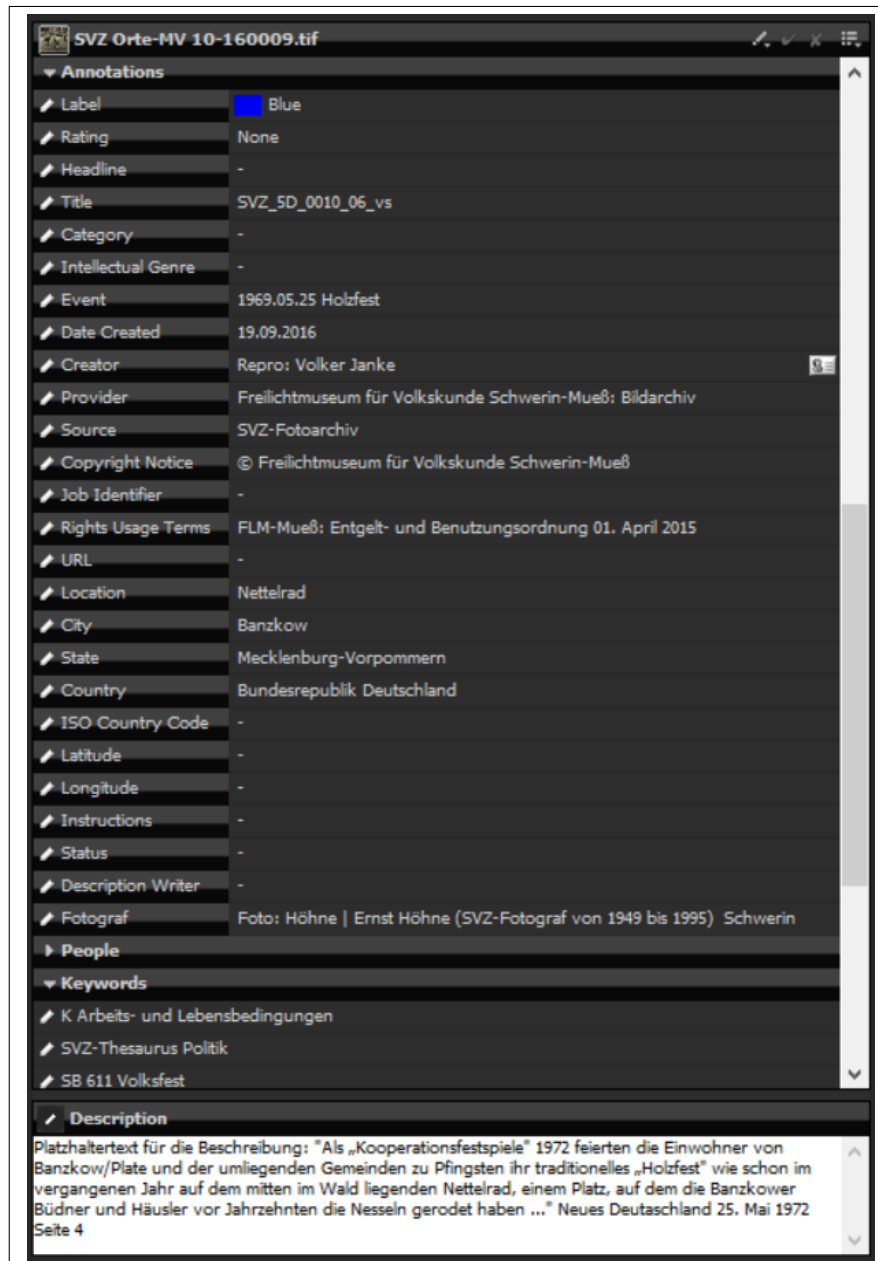 SVZ Orte-MV 10-160009.tif
Annotations
Label Blue
Rating None
Headline -
Title SVZ_5D_0010_06_vs
Category -
Intellectual Genre -
Event 1969.05.25 Holzfest
Date Created 19.09.2016
Creator Repro: Volker Janke
Provider Freilichtmuseum für Volkskunde Schwerin-Mueß: Bildarchiv
Source SVZ-Fotoarchiv
Copyright Notice © Freilichtmuseum für Volkskunde Schwerin-Mueß
Job Identifier -
Rights Usage Terms FLM-Mueß: Entgelt- und Benutzungsordnung 01. April 2015
URL -
Location Nettelrad
City Banzkow
State Mecklenburg-Vorpommern
Country Bundesrepublik Deutschland
ISO Country Code -
Latitude -
Longitude -
Instructions -
Status -
Description Writer -
Fotograf Foto: Höhne | Ernst Höhne (SVZ-Fotograf von 1949 bis 1995) Schwerin
People
Keywords
K Arbeits- und Lebensbedingungen
SVZ-Thesaurus Politik
SB 611 Volksfest
Description
Platzhaltertext für die Beschreibung: "Als „Kooperationsfestspiele" 1972 feierten die Einwohner von
Banzkow/Plate und der umliegenden Gemeinden zu Pfingsten ihr traditionelles „Holzfest" wie schon im
vergangenen Jahr auf dem mitten im Wald liegenden Nettelrad, einem Platz, auf dem die Banzkower
Büdner und Häusler vor Jahrzehnten die Nesseln gerodet haben ..." Neues Deutaschland 25. Mai 1972
Seite 4